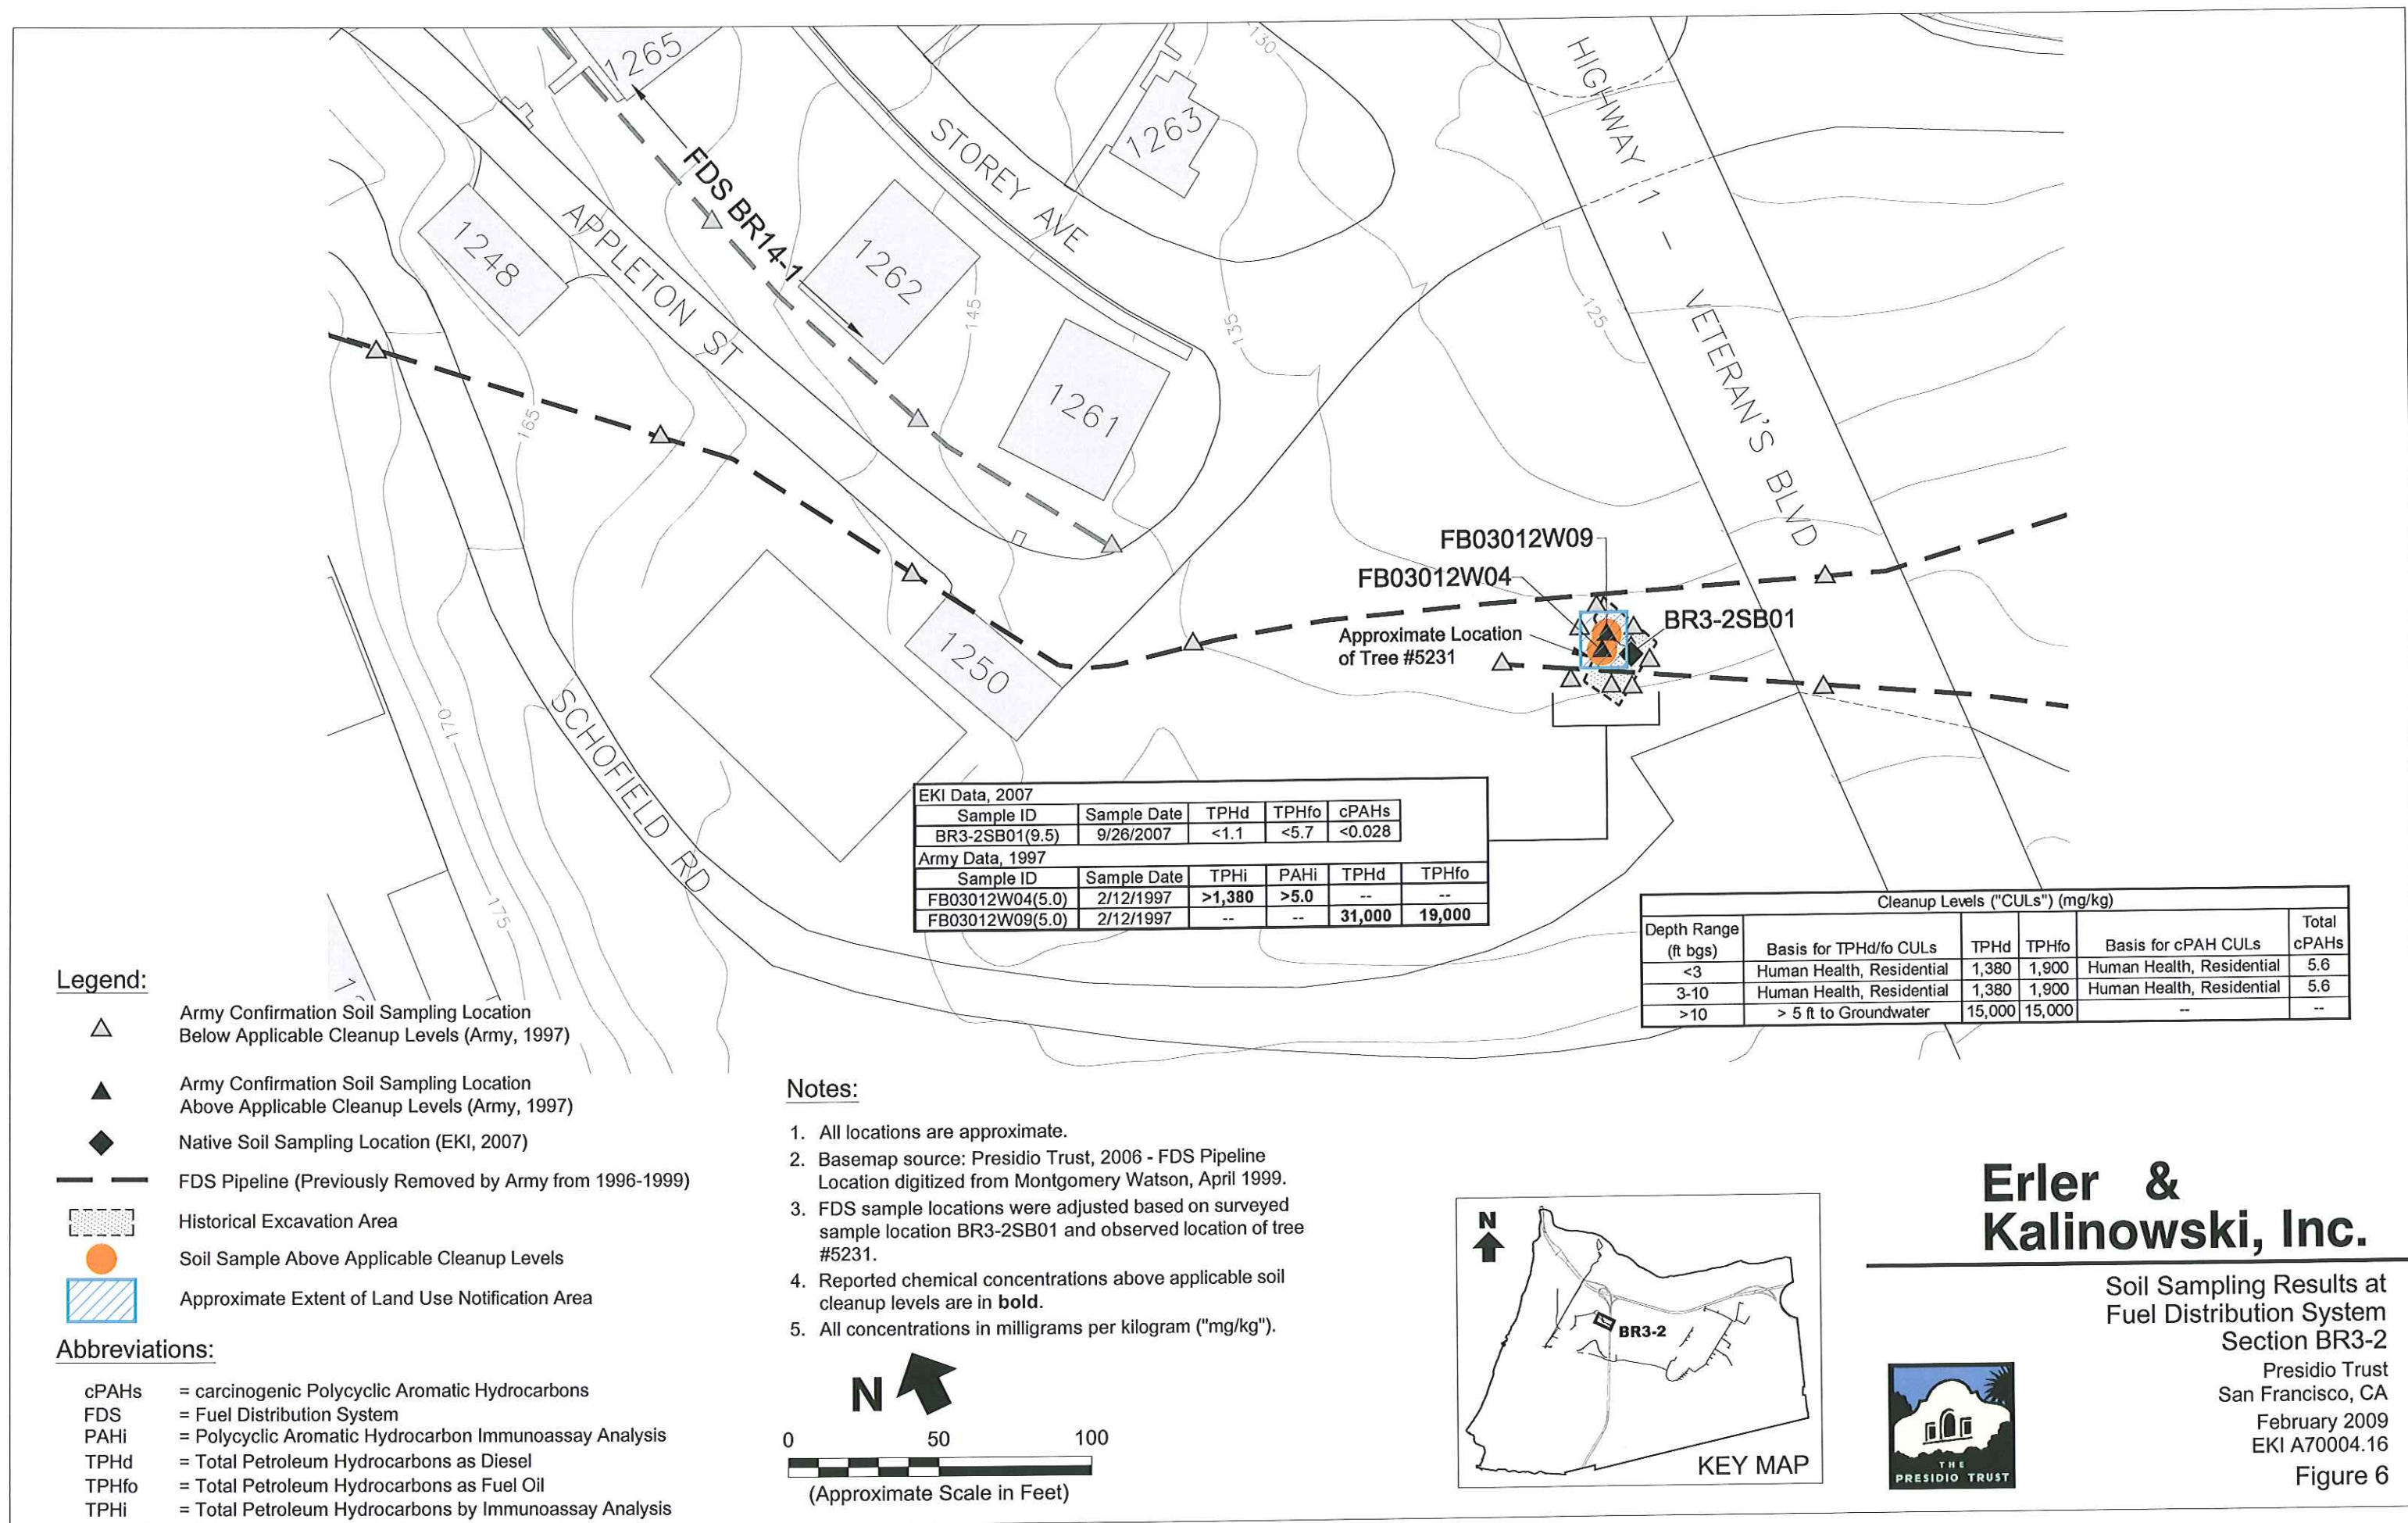 1265
130
HIGHWAY 1 - VETERAN'S BLVD
STOREY AVE
1263
FDS BR14-1
1248
APPLETON ST
1262
145
135
125
1261
165
FB03012W09
FB03012W04
BR3-2SB01
Approximate Location
of Tree #5231
1250
SCHOFIELD RD
170
175
EKI Data, 2007
Sample ID Sample Date TPHd TPHfo cPAHs
BR3-2SB01(9.5) 9/26/2007 <1.1 <5.7 <0.028
Army Data, 1997
Sample ID Sample Date TPHi PAHi TPHd TPHfo
FB03012W04(5.0) 2/12/1997 >1,380 >5.0 -- --
FB03012W09(5.0) 2/12/1997 -- -- 31,000 19,000
Cleanup Levels ("CULs") (mg/kg)
Depth Range (ft bgs) Basis for TPHd/fo CULs TPHd TPHfo Basis for cPAH CULs Total cPAHs
<3 Human Health, Residential 1,380 1,900 Human Health, Residential 5.6
3-10 Human Health, Residential 1,380 1,900 Human Health, Residential 5.6
>10 > 5 ft to Groundwater 15,000 15,000 -- --
Legend:
Army Confirmation Soil Sampling Location
Below Applicable Cleanup Levels (Army, 1997)
Army Confirmation Soil Sampling Location
Above Applicable Cleanup Levels (Army, 1997)
Native Soil Sampling Location (EKI, 2007)
FDS Pipeline (Previously Removed by Army from 1996-1999)
Historical Excavation Area
Soil Sample Above Applicable Cleanup Levels
Approximate Extent of Land Use Notification Area
Abbreviations:
cPAHs = carcinogenic Polycyclic Aromatic Hydrocarbons
FDS = Fuel Distribution System
PAHi = Polycyclic Aromatic Hydrocarbon Immunoassay Analysis
TPHd = Total Petroleum Hydrocarbons as Diesel
TPHfo = Total Petroleum Hydrocarbons as Fuel Oil
TPHi = Total Petroleum Hydrocarbons by Immunoassay Analysis
Notes:
1. All locations are approximate.
2. Basemap source: Presidio Trust, 2006 - FDS Pipeline
Location digitized from Montgomery Watson, April 1999.
3. FDS sample locations were adjusted based on surveyed
sample location BR3-2SB01 and observed location of tree
#5231.
4. Reported chemical concentrations above applicable soil
cleanup levels are in bold.
5. All concentrations in milligrams per kilogram ("mg/kg").
N
0 50 100
(Approximate Scale in Feet)
N
BR3-2
KEY MAP
Erler &
Kalinowski, Inc.
Soil Sampling Results at
Fuel Distribution System
Section BR3-2
Presidio Trust
San Francisco, CA
February 2009
EKI A70004.16
Figure 6
THE
PRESIDIO TRUST